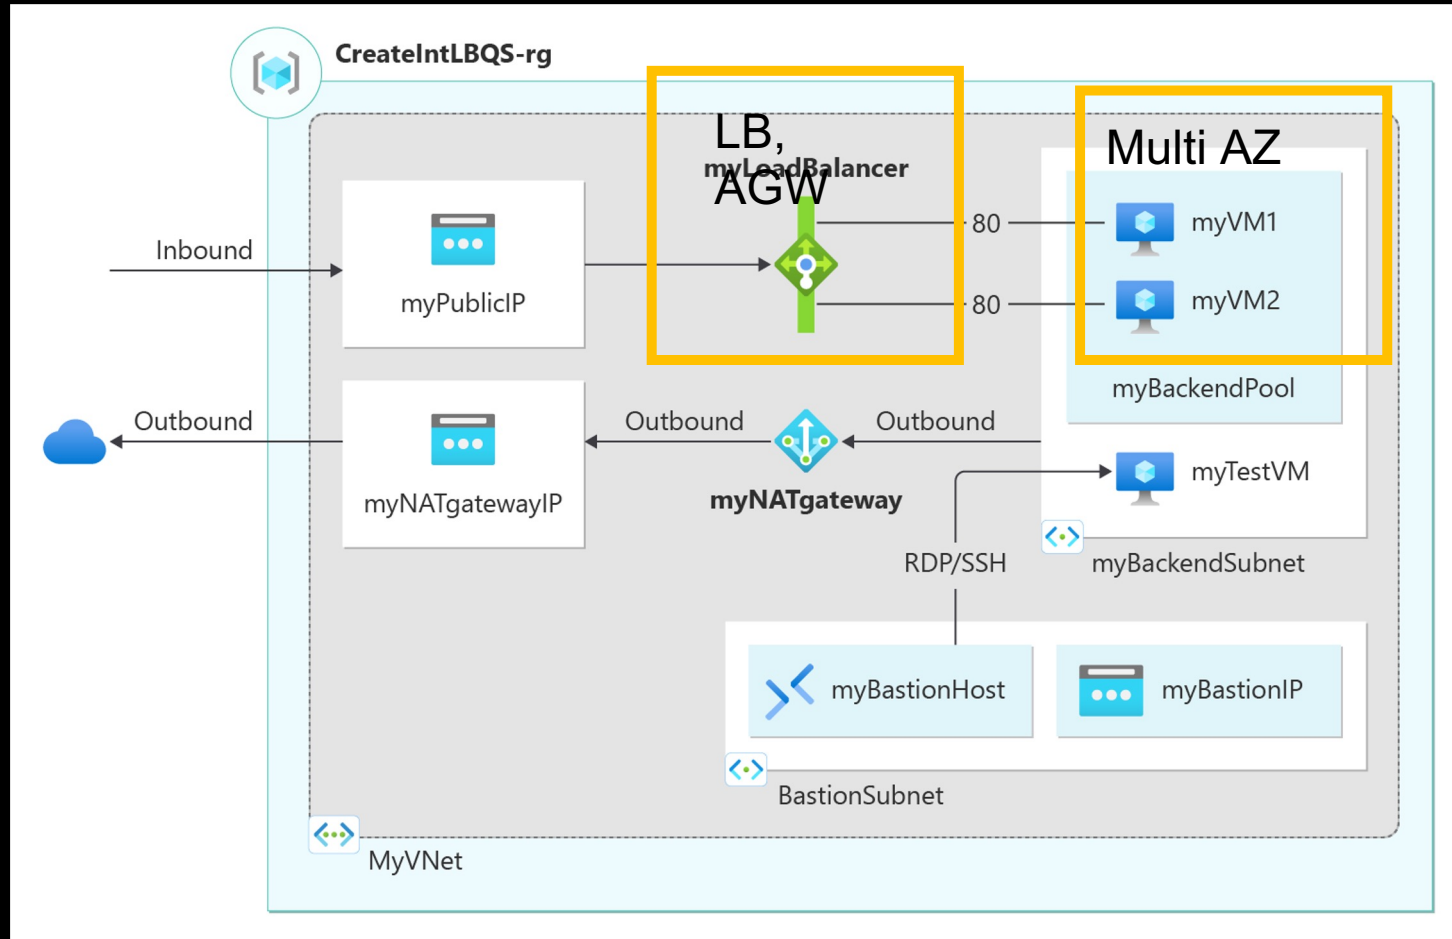 CreateIntLBQS-rg
LB,
AGW
myLoadBalancer
Multi AZ
Inbound
myPublicIP
80
myVM1
80
myVM2
myBackendPool
Outbound
Outbound
Outbound
myNATgatewayIP
myNATgateway
myTestVM
RDP/SSH
myBackendSubnet
myBastionHost
myBastionIP
BastionSubnet
MyVNet